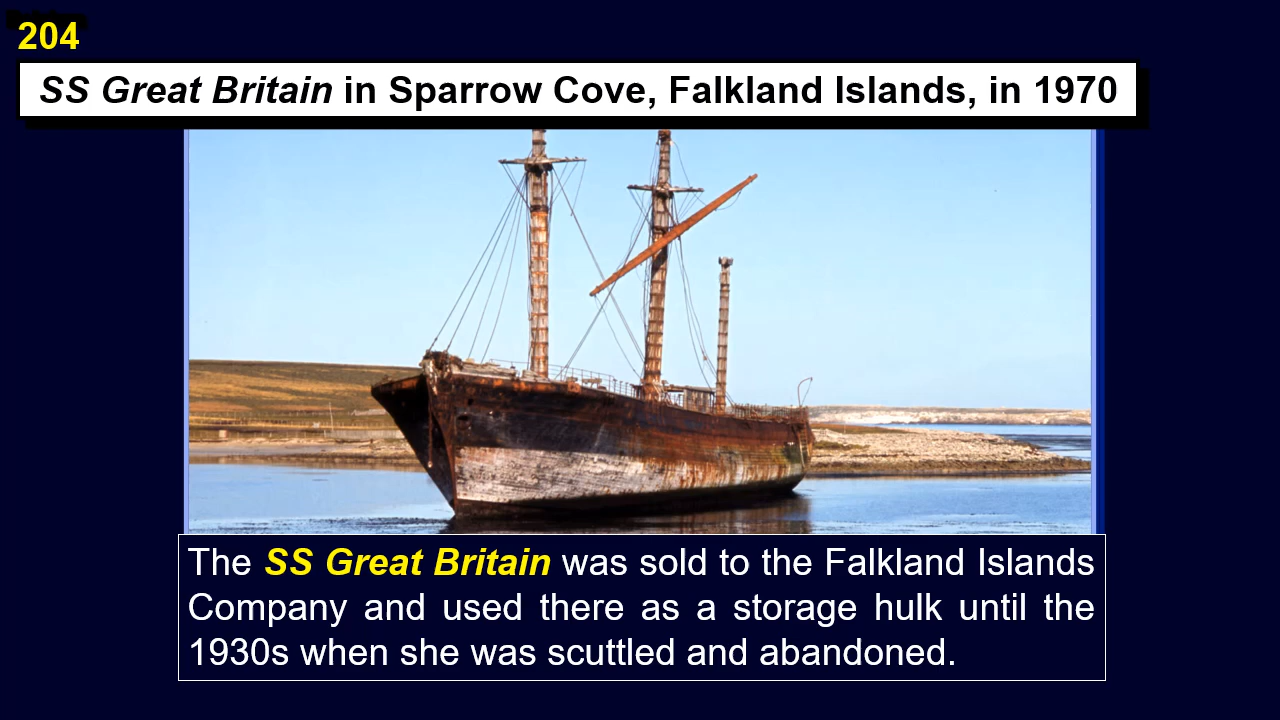 204
SS Great Britain in Sparrow Cove, Falkland Islands, in 1970
The SS Great Britain was sold to the Falkland Islands
Company and used there as a storage hulk until the
1930s when she was scuttled and abandoned.